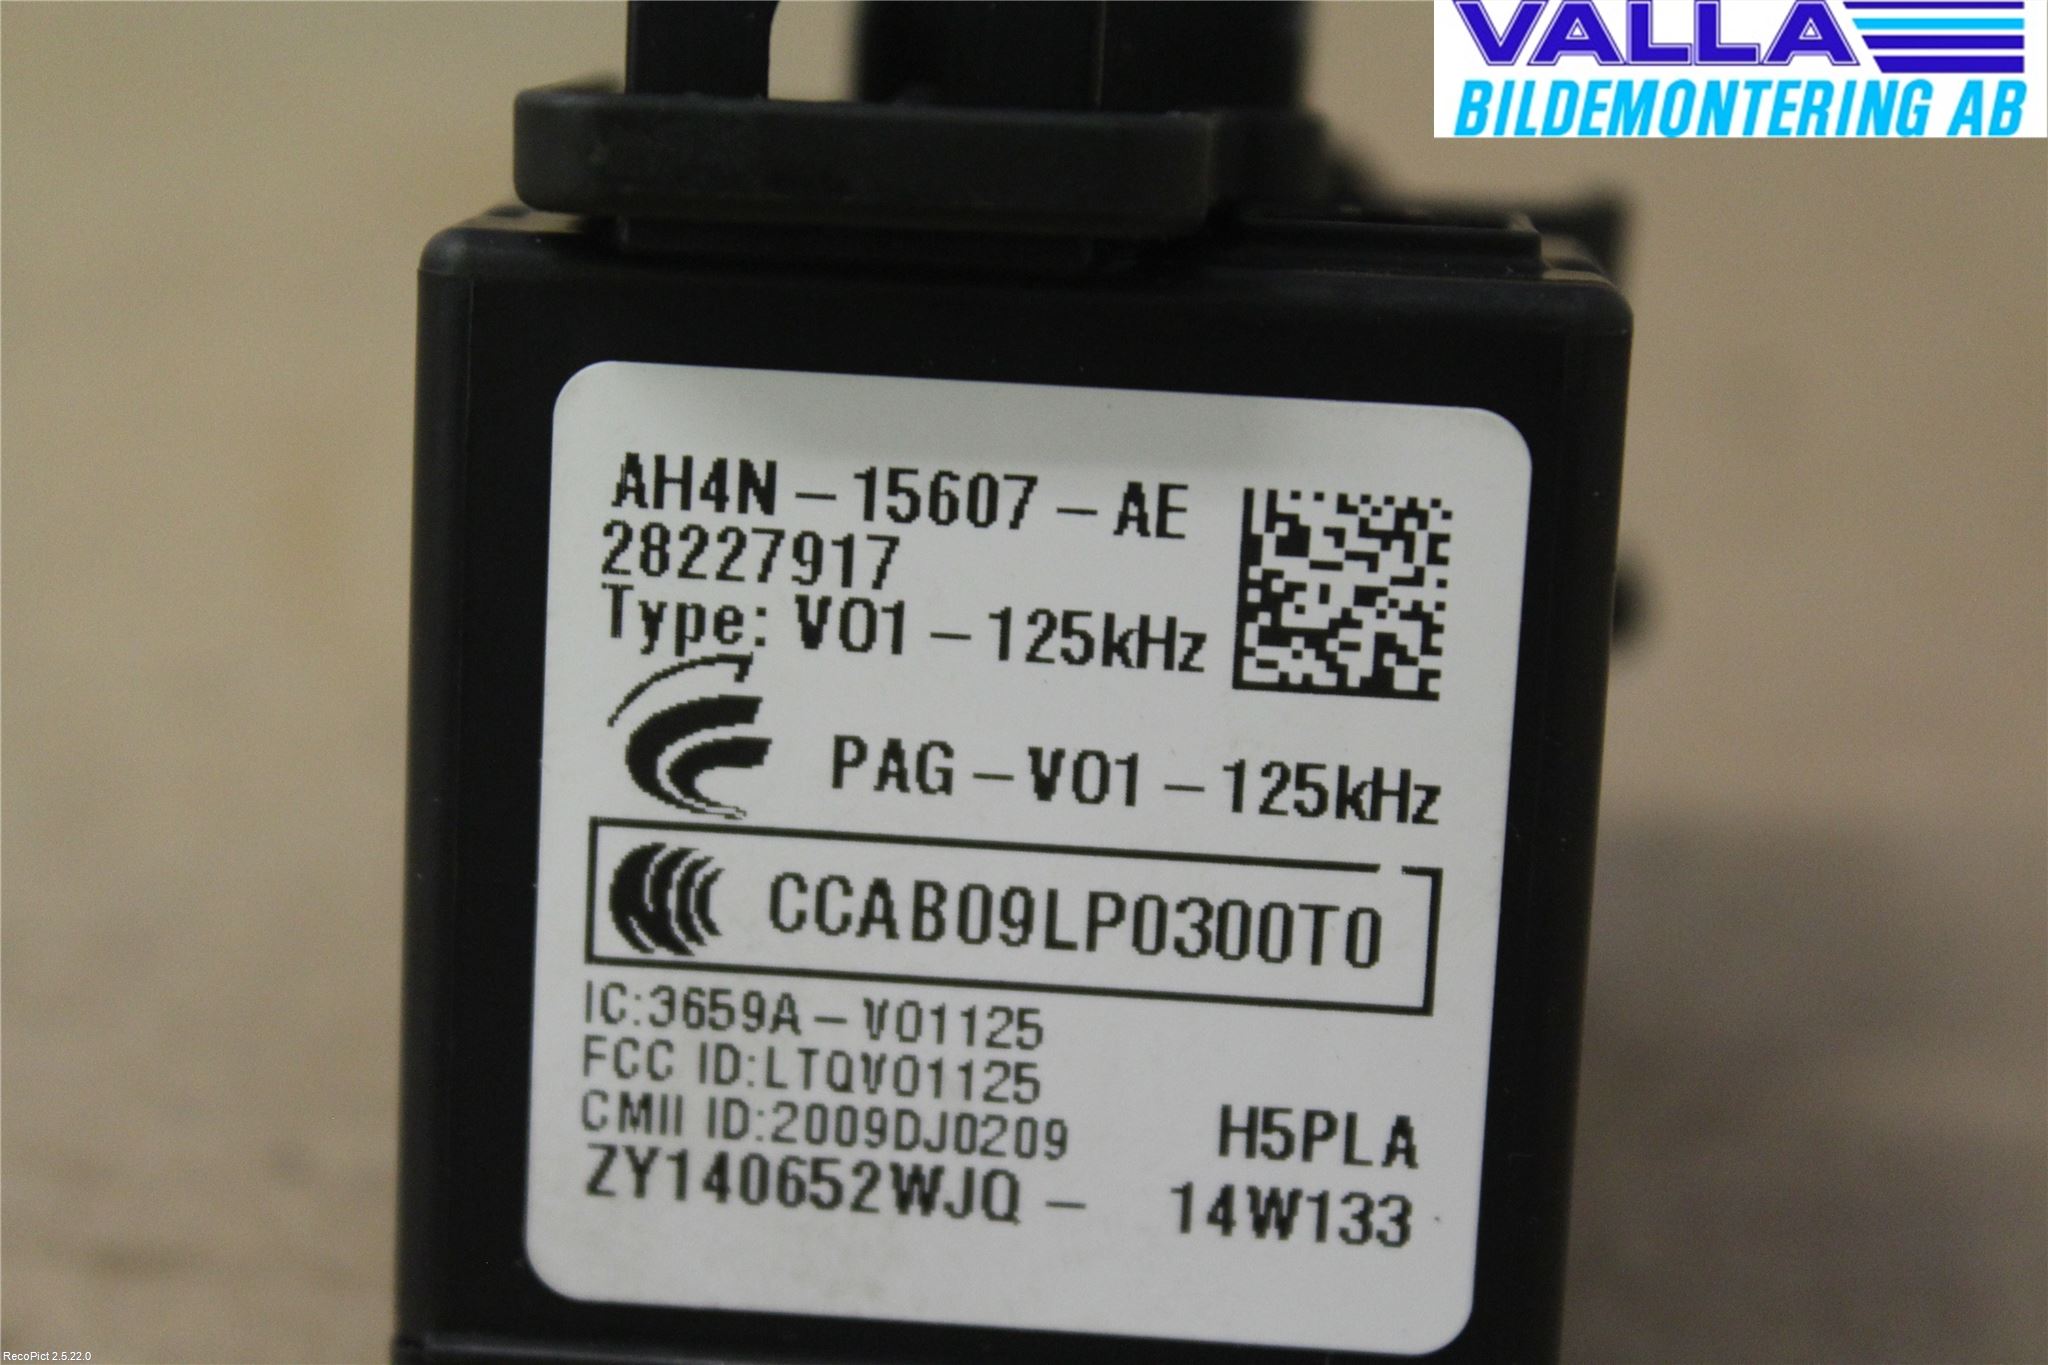 VALLA
BILDEMONTERING AB
AH4N-15607-AE
28227917
Type: V01-125kHz
PAG-V01-125kHz
CCAB09LP0300T0
IC:3659A-V01125
FCC ID:LTQV01125
CMII ID:2009DJ0209
H5PLA
ZY140652WJQ- 14W133
RecoPict 2.5.22.0